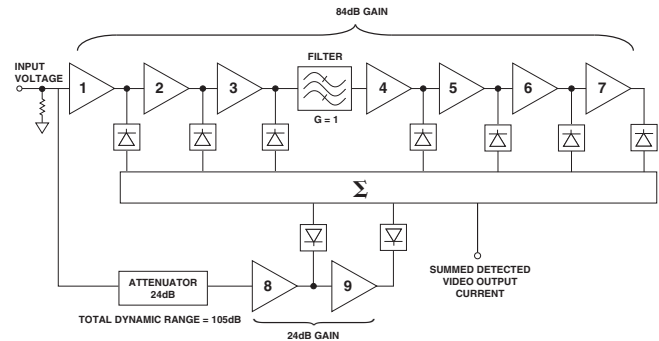 84dB GAIN
INPUT
VOLTAGE
FILTER
1
2
3
4
5
6
7
G = 1
Σ
ATTENUATOR
24dB
8
9
SUMMED DETECTED
VIDEO OUTPUT
CURRENT
TOTAL DYNAMIC RANGE = 105dB
24dB GAIN